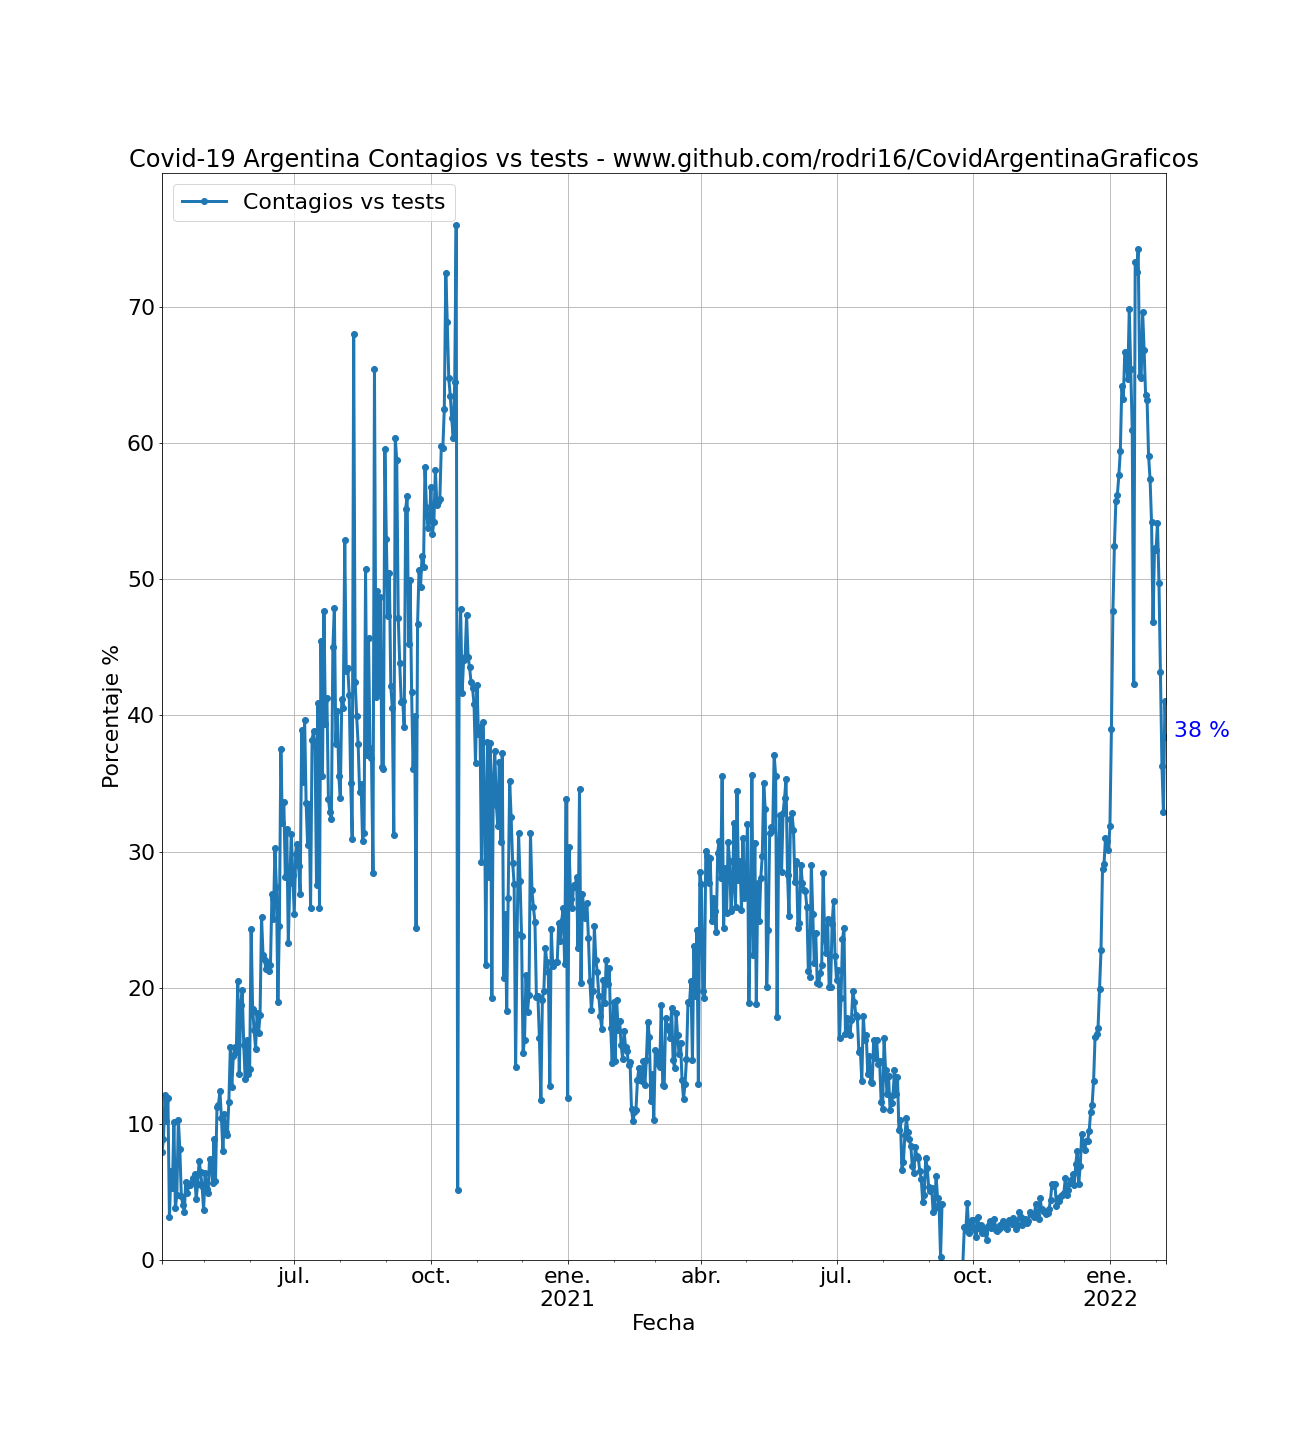 Covid-19 Argentina Contagios vs tests - www.github.com/rodri16/CovidArgentinaGraficos
Contagios vs tests
70
60
50
40
30
20
10
0
Porcentaje %
38 %
jul. oct. ene. abr. jul. oct. ene.
2021 2022
Fecha